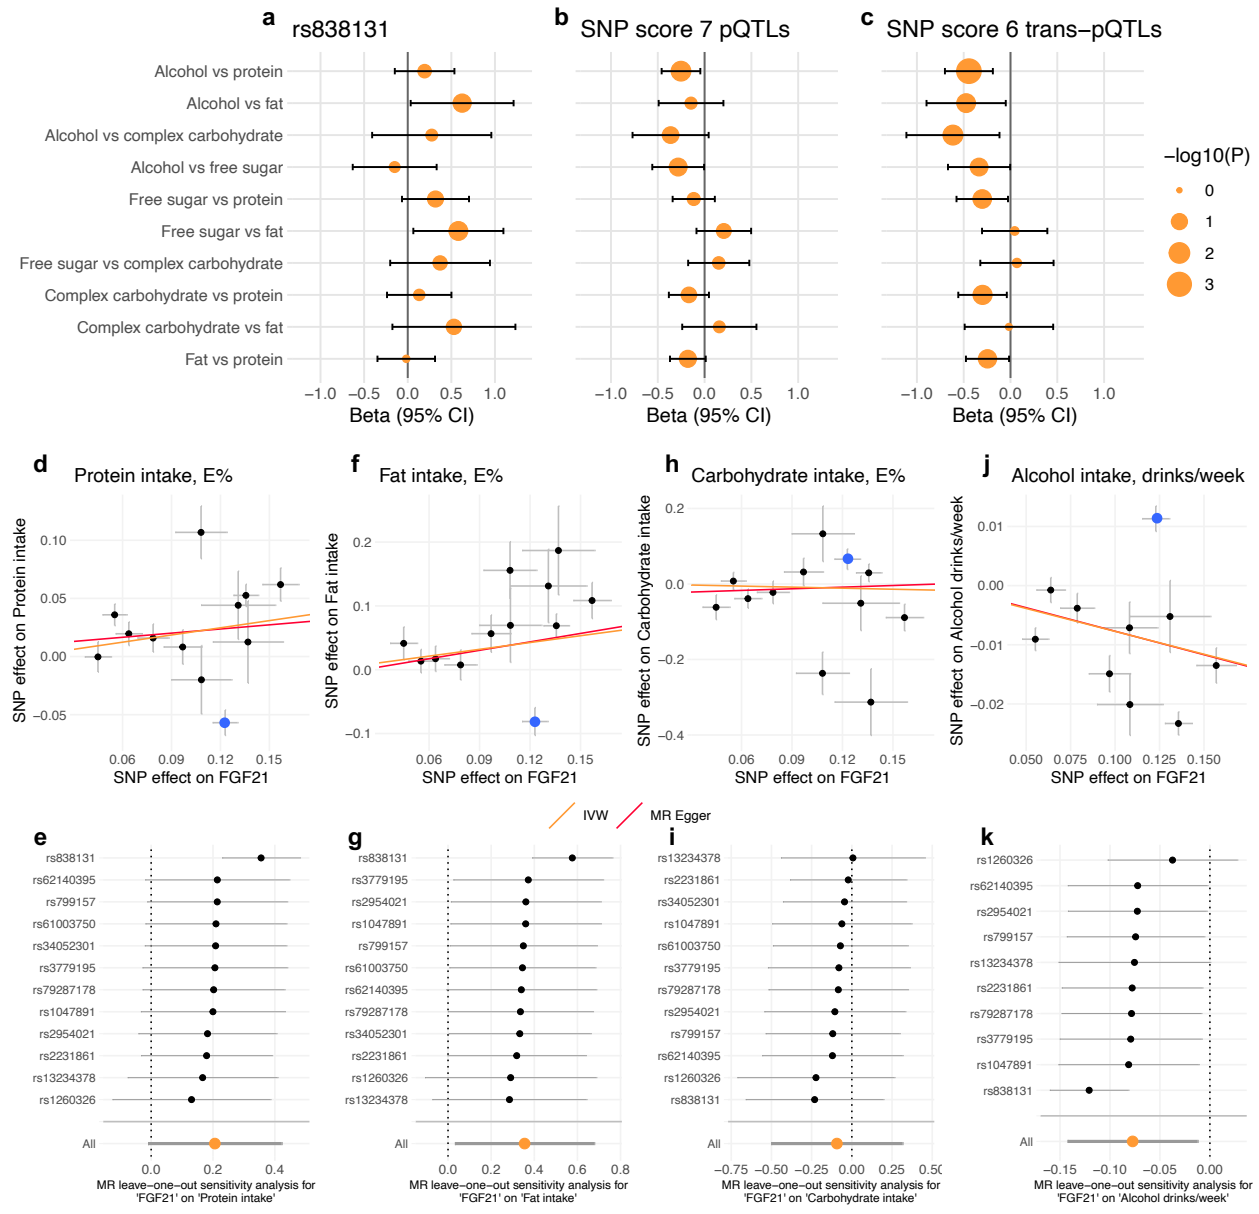 a
rs838131
b
SNP score 7 pQTLs
c
SNP score 6 trans−pQTLs
Alcohol vs protein
Alcohol vs fat
Alcohol vs complex carbohydrate
Alcohol vs free sugar
Free sugar vs protein
Free sugar vs fat
Free sugar vs complex carbohydrate
Complex carbohydrate vs protein
Complex carbohydrate vs fat
Fat vs protein
−1.0 −0.5 0.0 0.5 1.0
Beta (95% CI)
−1.0 −0.5 0.0 0.5 1.0
Beta (95% CI)
−1.0 −0.5 0.0 0.5 1.0
Beta (95% CI)
−log10(P)
0
1
2
3
d
Protein intake, E%
SNP effect on Protein intake
0.10
0.05
0.00
−0.05
0.06 0.09 0.12 0.15
SNP effect on FGF21
f
Fat intake, E%
SNP effect on Fat intake
0.2
0.1
0.0
−0.1
0.06 0.09 0.12 0.15
SNP effect on FGF21
h
Carbohydrate intake, E%
SNP effect on Carbohydrate intake
0.2
0.0
−0.2
−0.4
0.06 0.09 0.12 0.15
SNP effect on FGF21
j
Alcohol intake, drinks/week
SNP effect on Alcohol drinks/week
0.01
0.00
−0.01
−0.02
0.050 0.075 0.100 0.125 0.150
SNP effect on FGF21
IVW
MR Egger
e
rs838131
rs62140395
rs799157
rs61003750
rs34052301
rs3779195
rs79287178
rs1047891
rs2954021
rs2231861
rs13234378
rs1260326
All
0.0 0.2 0.4
MR leave−one−out sensitivity analysis for
'FGF21' on 'Protein intake'
g
rs838131
rs3779195
rs2954021
rs1047891
rs799157
rs61003750
rs62140395
rs79287178
rs34052301
rs2231861
rs1260326
rs13234378
All
0.0 0.2 0.4 0.6 0.8
MR leave−one−out sensitivity analysis for
'FGF21' on 'Fat intake'
i
rs13234378
rs2231861
rs34052301
rs1047891
rs61003750
rs3779195
rs79287178
rs2954021
rs799157
rs62140395
rs1260326
rs838131
All
−0.75 −0.50 −0.25 0.00 0.25 0.50
MR leave−one−out sensitivity analysis for
'FGF21' on 'Carbohydrate intake'
k
rs1260326
rs62140395
rs2954021
rs799157
rs13234378
rs2231861
rs79287178
rs3779195
rs1047891
rs838131
All
−0.15 −0.10 −0.05 0.00
MR leave−one−out sensitivity analysis for
'FGF21' on 'Alcohol drinks/week'